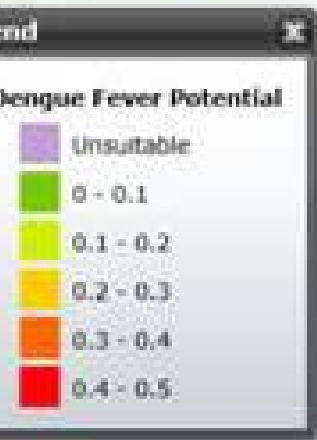 end
Dengue Fever Potential
Unsuitable
0 - 0.1
0.1 - 0.2
0.2 - 0.3
0.3 - 0.4
0.4 - 0.5